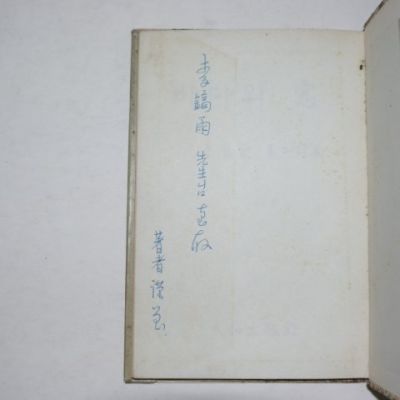 李鎬雨 先生 惠存
著者 謹呈